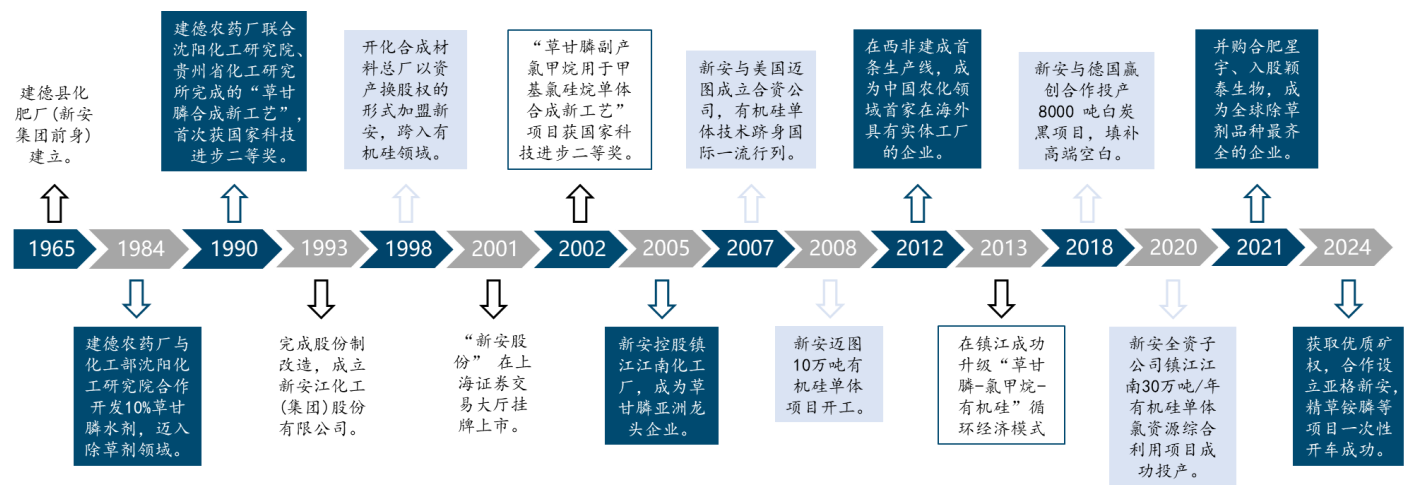 建德县化
肥厂(新安
集团前身)
建立。
建德农药厂联合
沈阳化工研究院、
贵州省化工研究
所完成的“草甘
膦合成新工艺”,
首次获国家科技
进步二等奖。
开化合成材
料总厂以资
产换股权的
形式加盟新
安, 跨入有
机硅领域。
“草甘膦副产
氯甲烷用于甲
基氯硅烷单体
合成新工艺”
项目获国家科
技进步二等奖。
新安与美国迈
图成立合资公
司, 有机硅单
体技术跻身国
际一流行列。
在西非建成首
条生产线, 成
为中国农化领
域首家在海外
具有实体工厂
的企业。
新安与德国赢
创合作投产
8000 吨白炭
黑项目, 填补
高端空白。
并购合肥星
宇、入股颖
泰生物, 成
为全球除草
剂品种最齐
全的企业。
1965 1984 1990 1993 1998 2001 2002 2005 2007 2008 2012 2013 2018 2020 2021 2024
建德农药厂与
化工部沈阳化
工研究院合作
开发10%草甘
膦水剂, 迈入
除草剂领域。
完成股份制
改造, 成立
新安江化工
(集团)股份
有限公司。
“新安股
份” 在上
海证券交
易大厅挂
牌上市。
新安控股镇
江江南化工
厂, 成为草
甘膦亚洲龙
头企业。
新安迈图
10万吨有
机硅单体
项目开工。
在镇江成功
升级“草甘
膦-氯甲烷-
有机硅”循
环经济模式
新安全资子
公司镇江江
南30万吨/年
有机硅单体
氯资源综合
利用项目成
功投产。
获取优质矿
权, 合作设
立亚格新安,
精草铵膦等
项目一次性
开车成功。